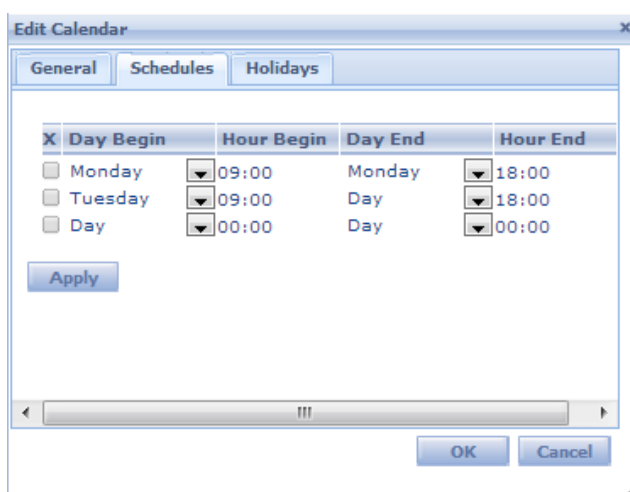 Edit Calendar x
General Schedules Holidays
X Day Begin Hour Begin Day End Hour End
Monday 09:00 Monday 18:00
Tuesday 09:00 Day 18:00
Day 00:00 Day 00:00
Apply
OK Cancel